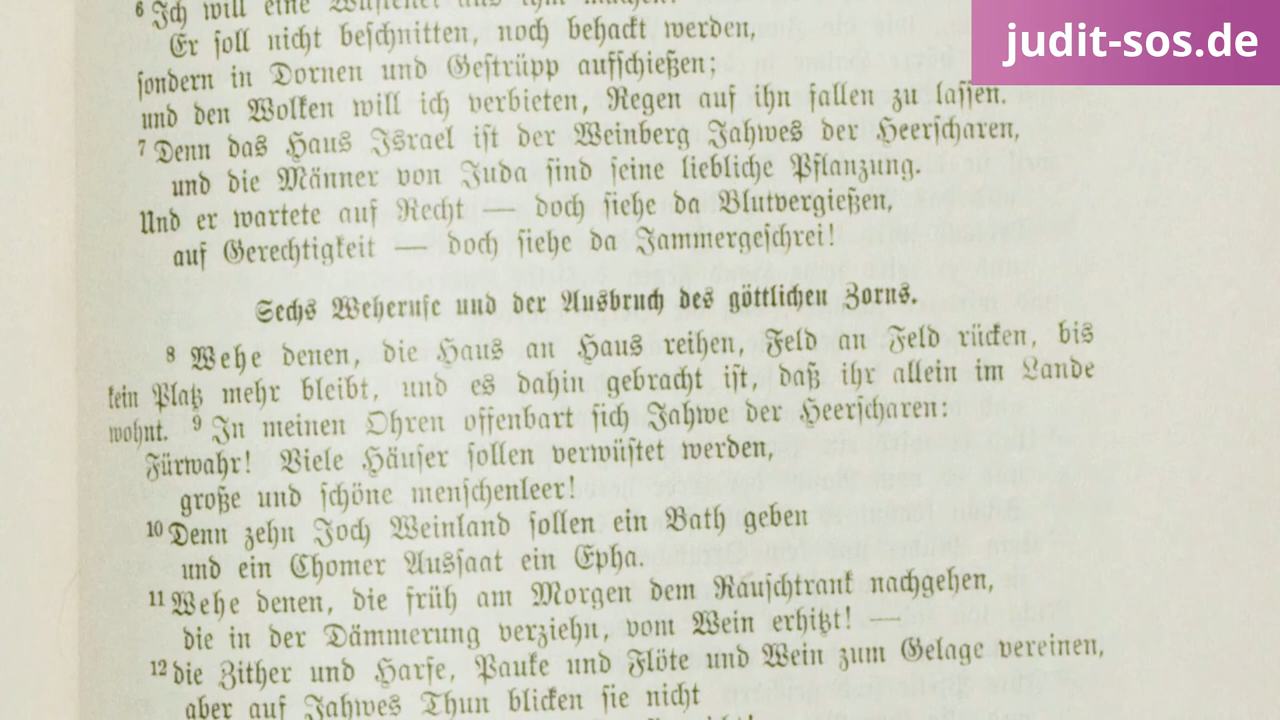 judit-sos.de
6 Ich will eine Wüstenei aus ihm machen:
Er soll nicht beschnitten, noch behackt werden,
sondern in Dornen und Gestrüpp aufschießen;
und den Wolken will ich verbieten, Regen auf ihn fallen zu lassen.
7 Denn das Haus Israel ist der Weinberg Jahwes der Heerscharen,
und die Männer von Juda sind seine liebliche Pflanzung.
Und er wartete auf Recht — doch siehe da Blutvergießen,
auf Gerechtigkeit — doch siehe da Jammergeschrei!
Sechs Weherufe und der Ausbruch des göttlichen Zorns.
8 Wehe denen, die Haus an Haus reihen, Feld an Feld rücken, bis
kein Platz mehr bleibt, und es dahin gebracht ist, daß ihr allein im Lande
wohnt. 9 In meinen Ohren offenbart sich Jahwe der Heerscharen:
Fürwahr! Viele Häuser sollen verwüstet werden,
große und schöne menschenleer!
10 Denn zehn Joch Weinland sollen ein Bath geben
und ein Chomer Aussaat ein Epha.
11 Wehe denen, die früh am Morgen dem Rauschtrank nachgehen,
die in der Dämmerung verziehn, vom Wein erhitzt! —
12 die Zither und Harfe, Pauke und Flöte und Wein zum Gelage vereinen,
aber auf Jahwes Thun blicken sie nicht